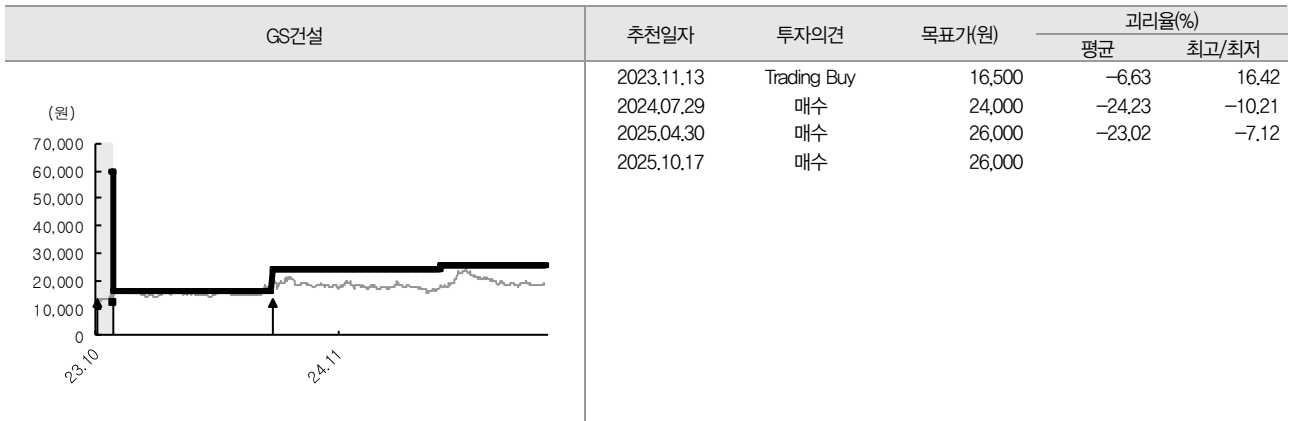 GS건설
추천일자 투자의견 목표가(원) 괴리율(%)
평균 최고/최저
2023.11.13 Trading Buy 16,500 -6.63 16.42
2024.07.29 매수 24,000 -24.23 -10.21
2025.04.30 매수 26,000 -23.02 -7.12
2025.10.17 매수 26,000
(원)
70,000
60,000
50,000
40,000
30,000
20,000
10,000
0
23.10 24.11